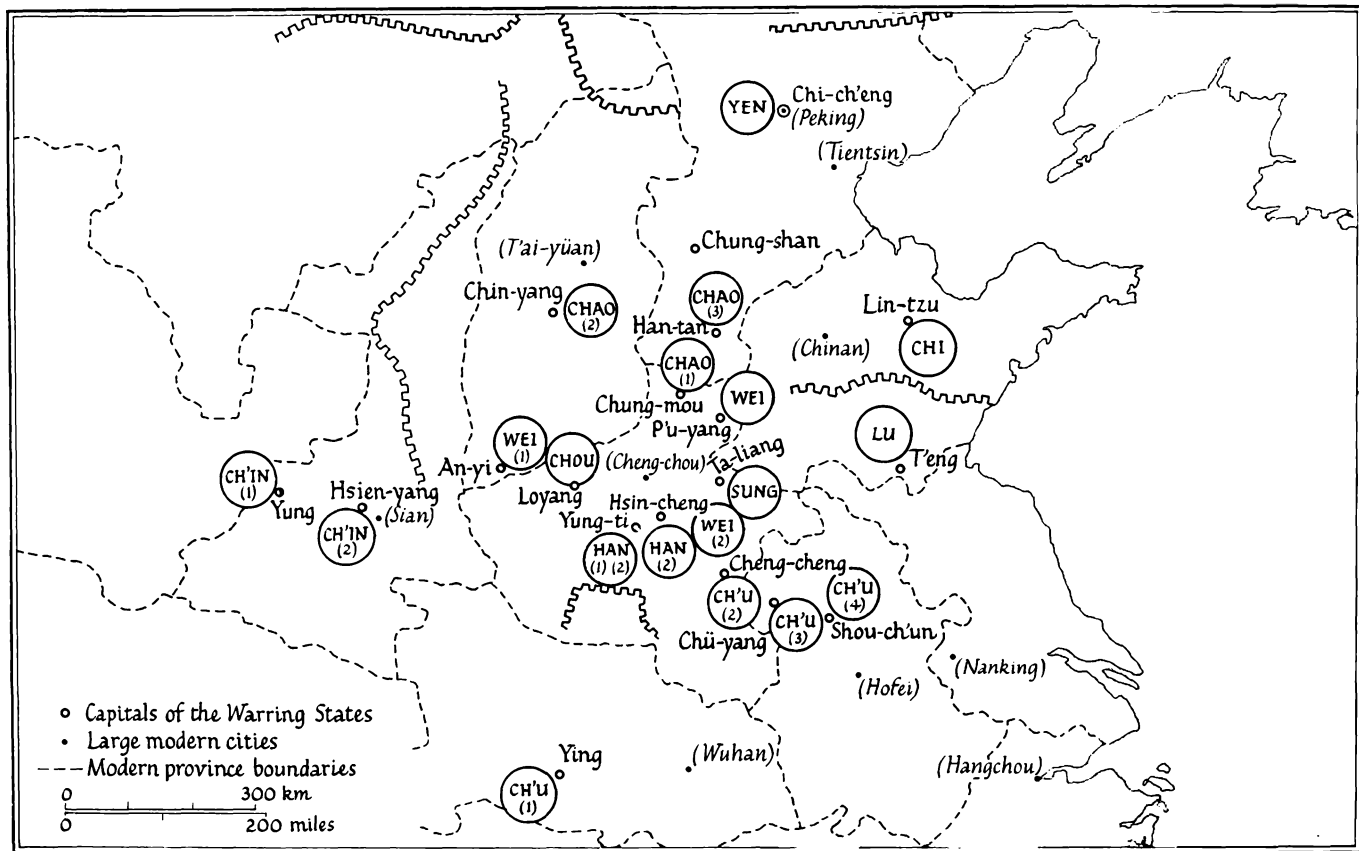 YEN
Chi-ch'eng
(Peking)
(Tientsin)
(T'ai-yüan)
Chung-shan
Chin-yang
CHAO
(2)
CHAO
(3)
Han-tan
Lin-tzu
CHI
(Chinan)
CHAO
(1)
Chung-mou
WEI
P'u-yang
LU
T'eng
WEI
(1)
An-yi
CHOU
Loyang
(Cheng-chou)
Ta-liang
SUNG
CH'IN
(1)
Yung
Hsien-yang
(Sian)
CH'IN
(2)
Hsin-cheng
Yung-ti
WEI
(2)
HAN
(1) (2)
HAN
(2)
Cheng-cheng
CH'U
(2)
CH'U
(4)
Chü-yang
CH'U
(3)
Shou-ch'un
(Nanking)
(Hofei)
Capitals of the Warring States
Large modern cities
Modern province boundaries
0 300 km
0 200 miles
Ying
CH'U
(1)
(Wuhan)
(Hangchou)